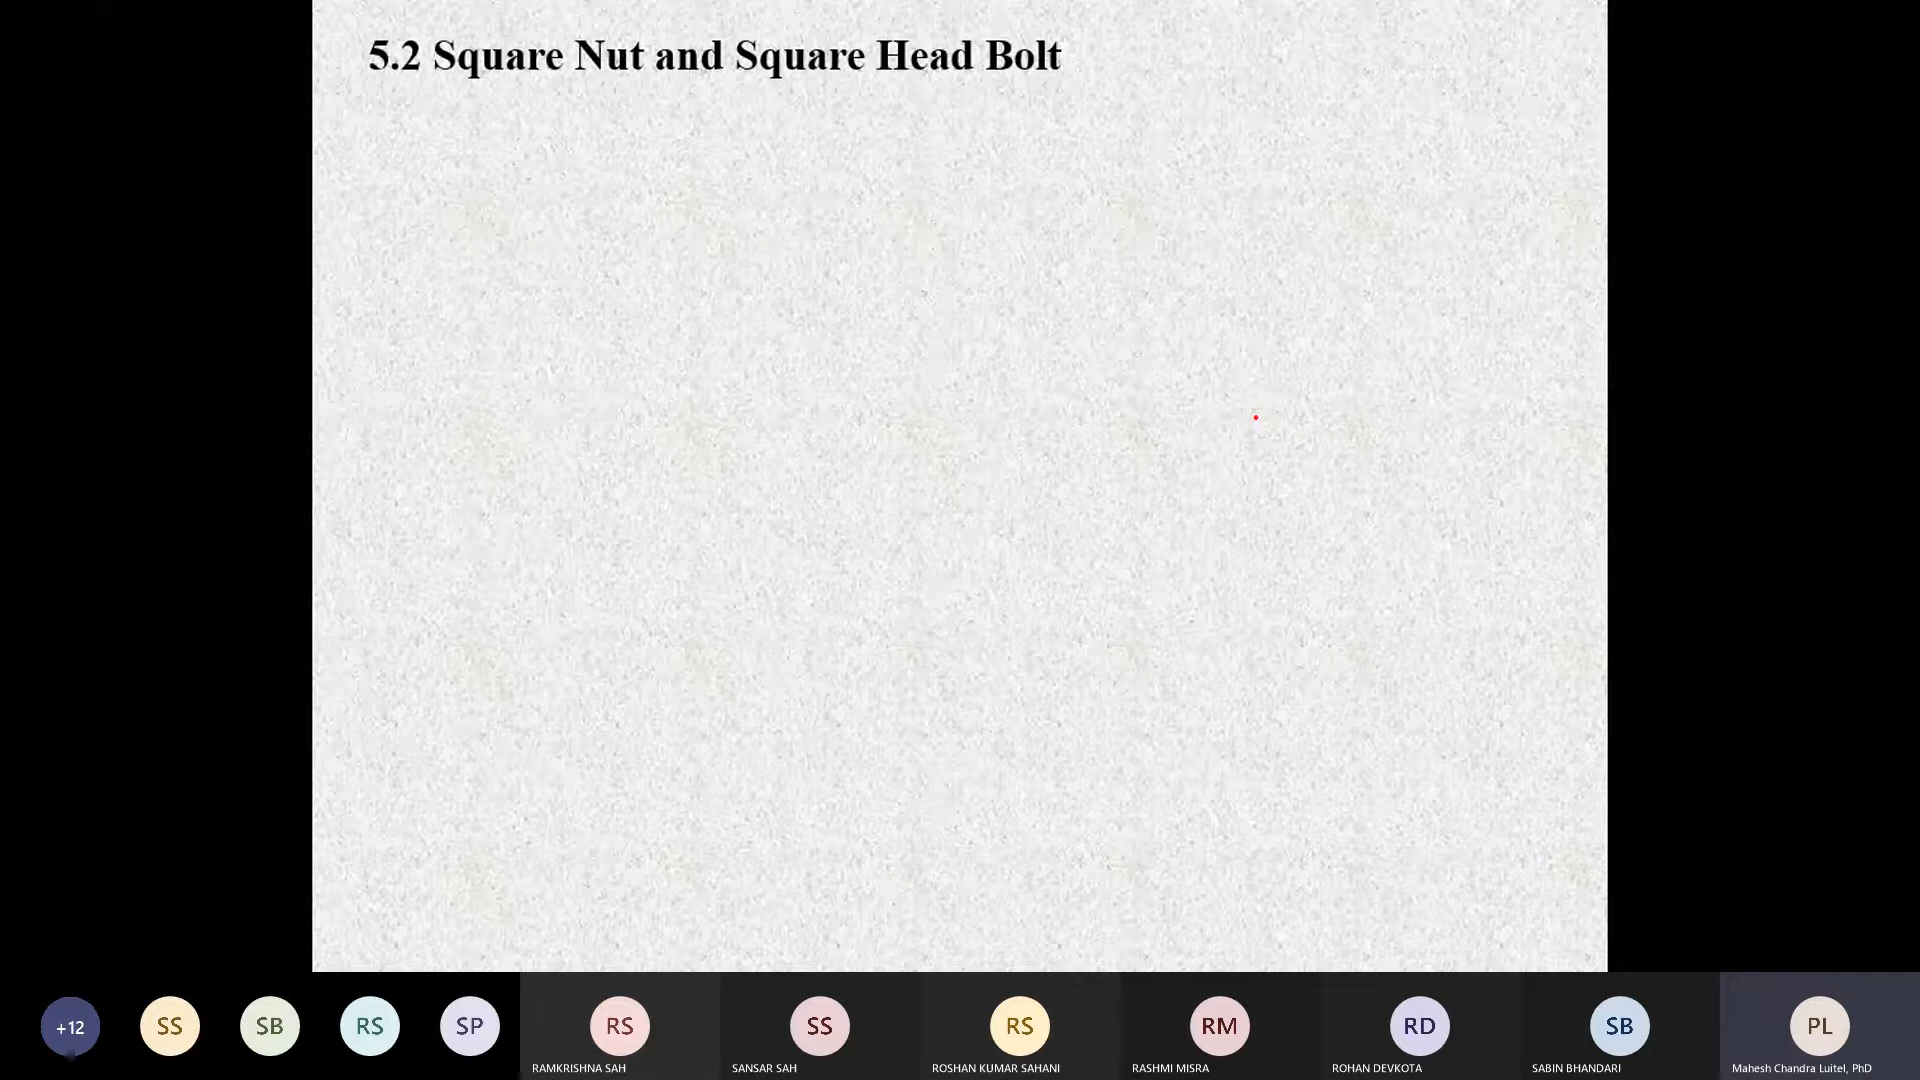 5.2 Square Nut and Square Head Bolt
+12
SS
SB
RS
SP
RS
SS
RS
RM
RD
SB
PL
RAMKRISHNA SAH
SANSAR SAH
ROSHAN KUMAR SAHANI
RASHMI MISRA
ROHAN DEVKOTA
SABIN BHANDARI
Mahesh Chandra Luitel, PhD